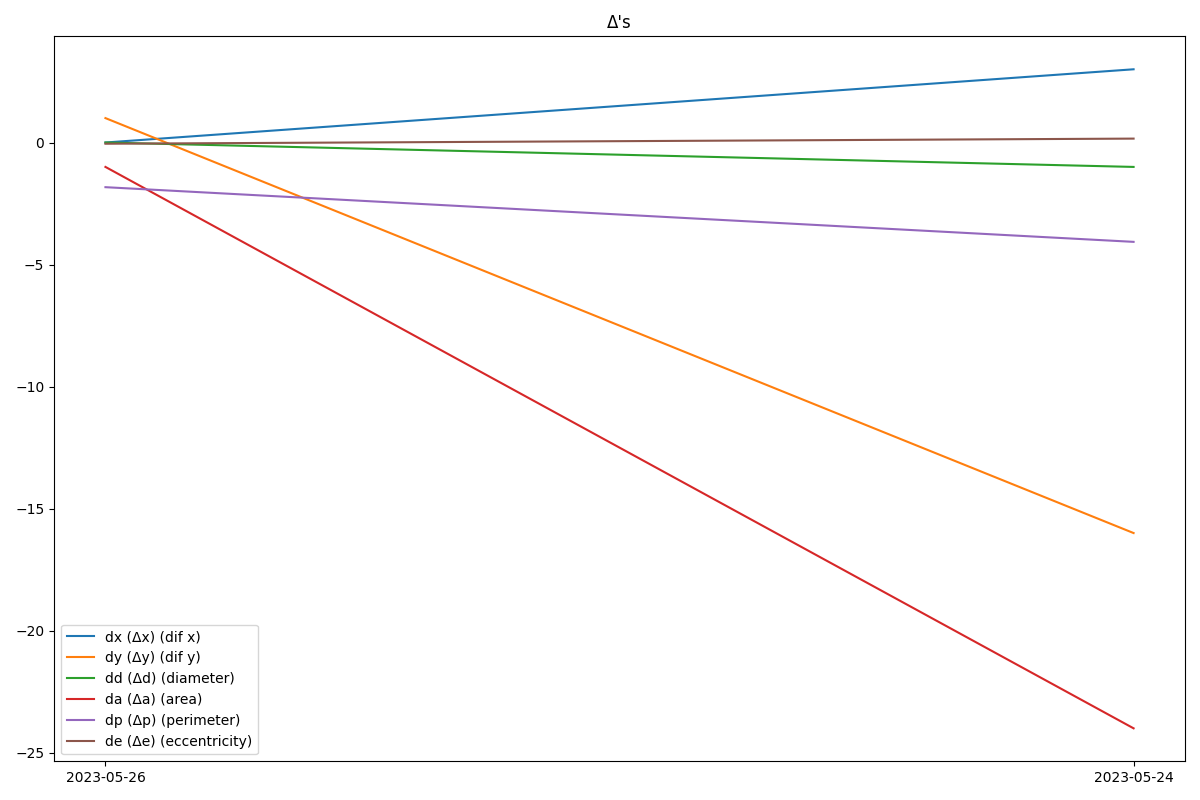 Δ's
0
−5
−10
−15
−20
−25
dx (Δx) (dif x)
dy (Δy) (dif y)
dd (Δd) (diameter)
da (Δa) (area)
dp (Δp) (perimeter)
de (Δe) (eccentricity)
2023-05-26
2023-05-24